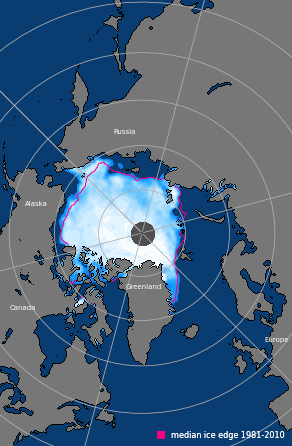 Russia
Alaska
Greenland
Canada
Europe
median ice edge 1981-2010